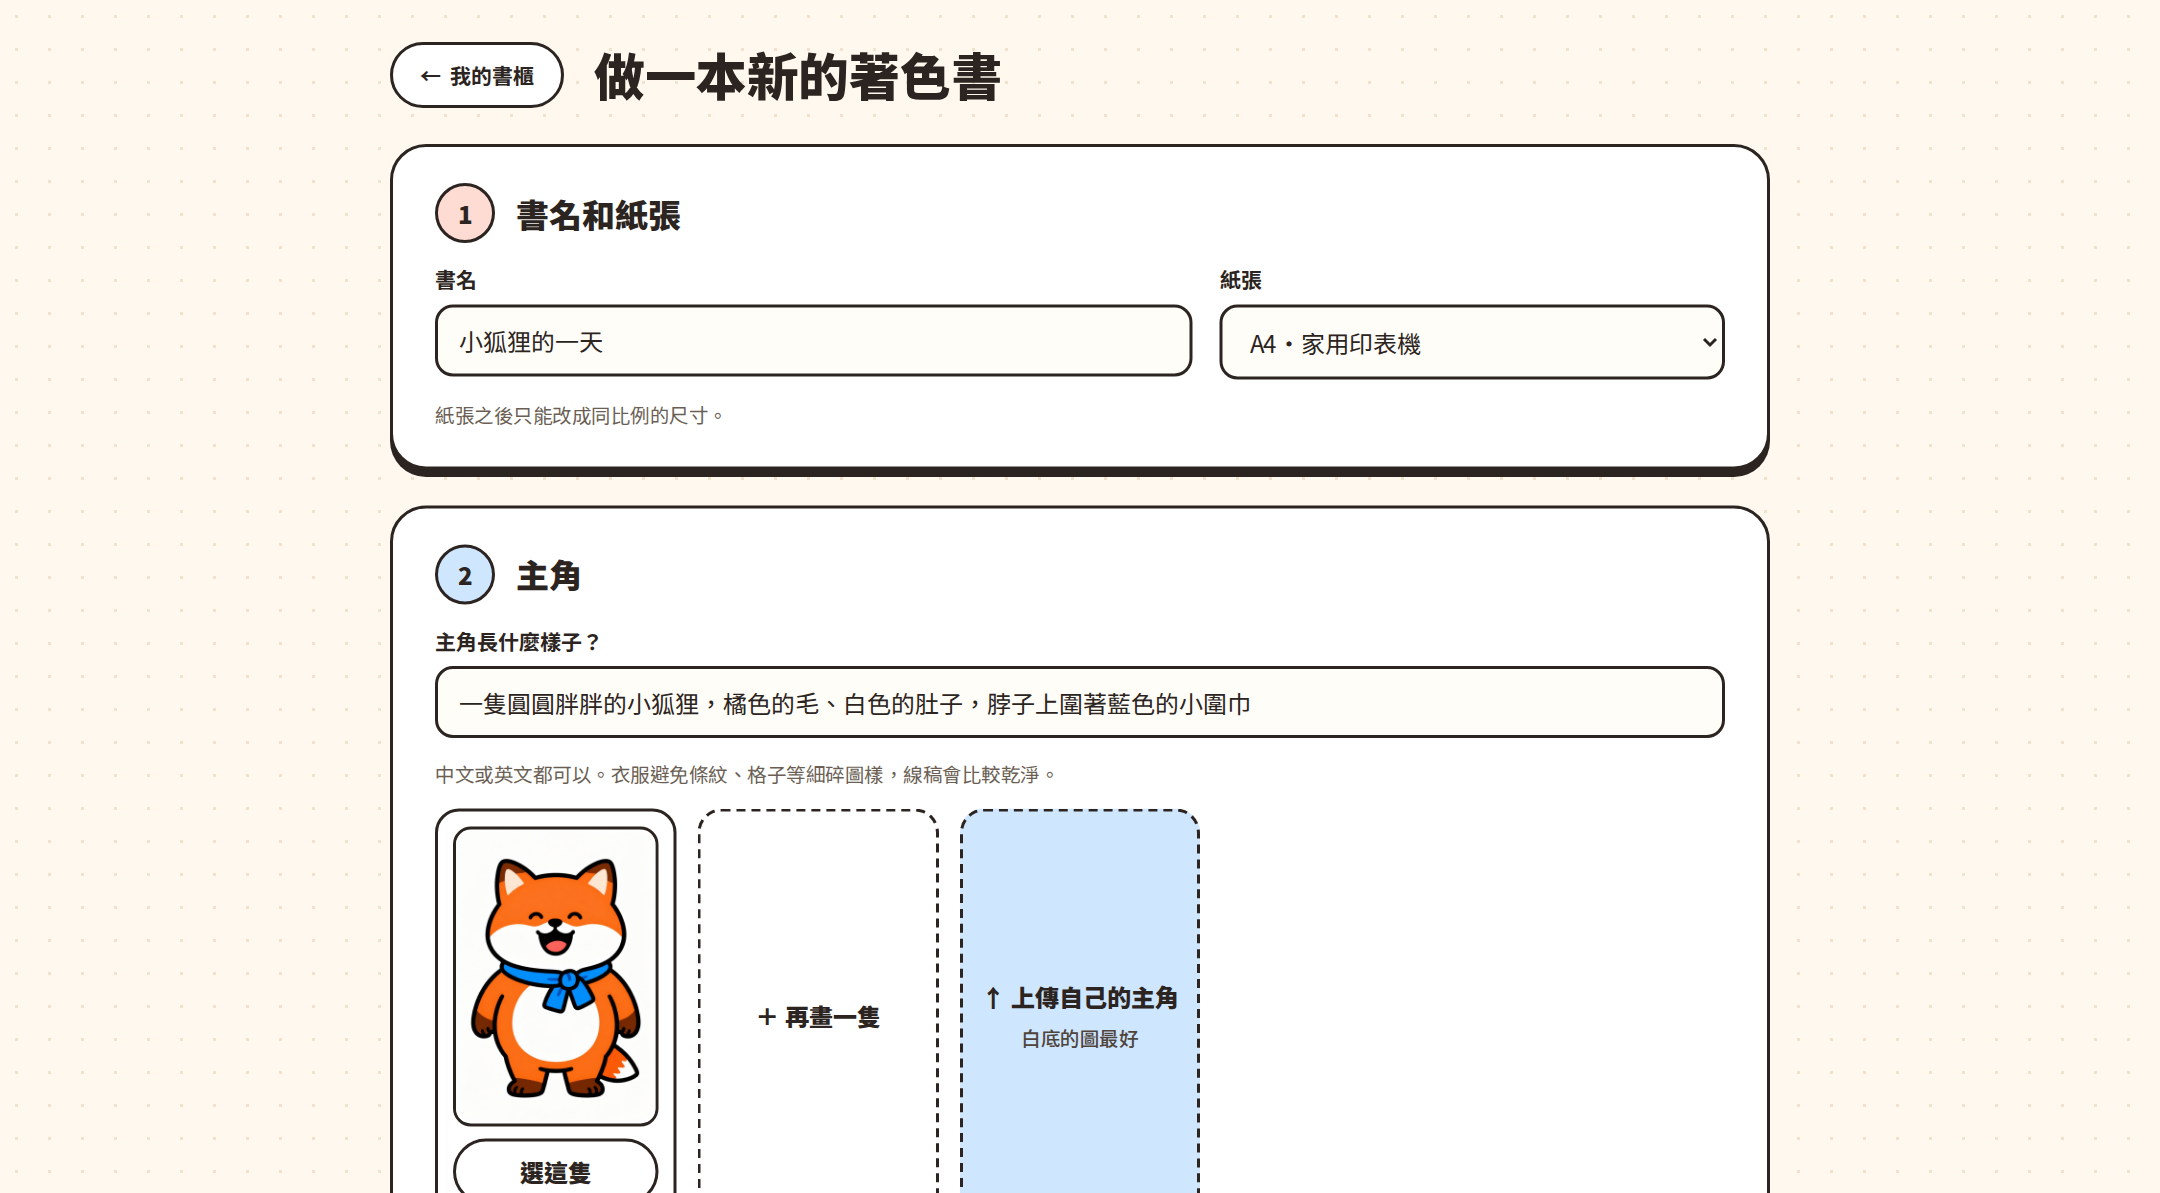 ← 我的書櫃
做一本新的著色書
1
書名和紙張
書名
紙張
小狐狸的一天
A4・家用印表機
紙張之後只能改成同比例的尺寸。
2
主角
主角長什麼樣子？
一隻圓圓胖胖的小狐狸，橘色的毛、白色的肚子，脖子上圍著藍色的小圍巾
中文或英文都可以。衣服避免條紋、格子等細碎圖樣，線稿會比較乾淨。
＋ 再畫一隻
↑ 上傳自己的主角
白底的圖最好
選這隻